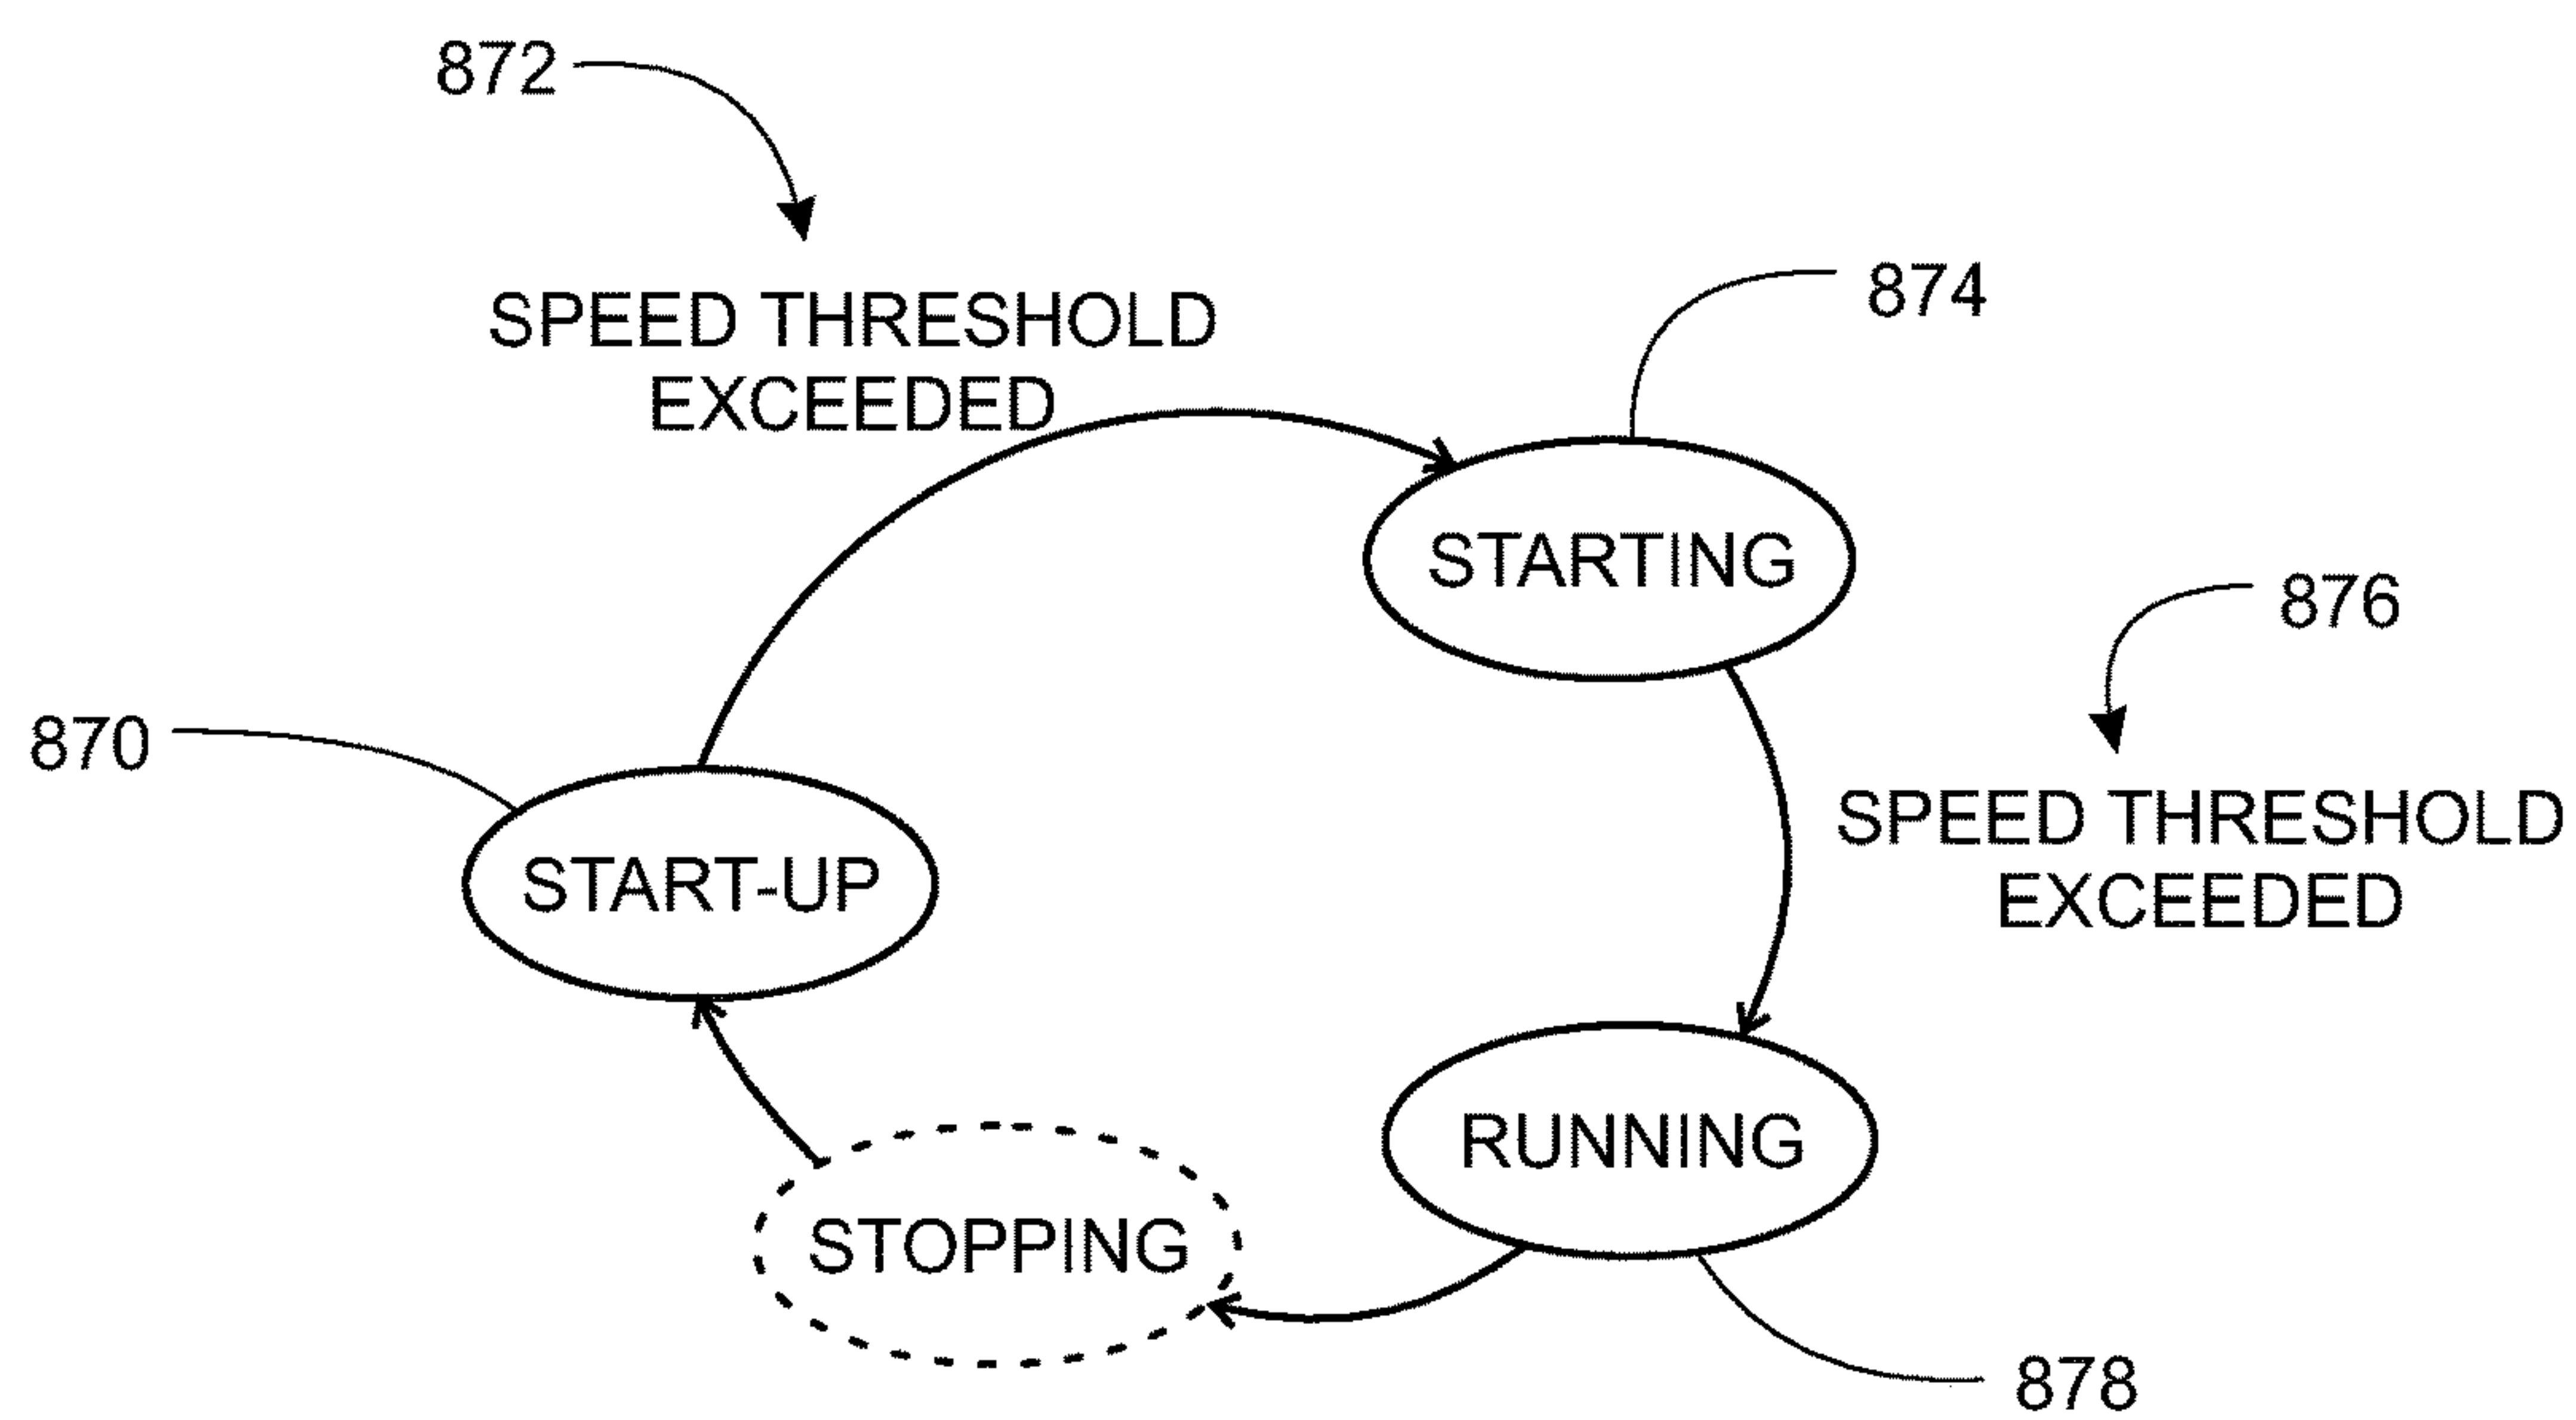 872
SPEED THRESHOLD
EXCEEDED
874
STARTING
876
SPEED THRESHOLD
EXCEEDED
870
START-UP
RUNNING
STOPPING
878